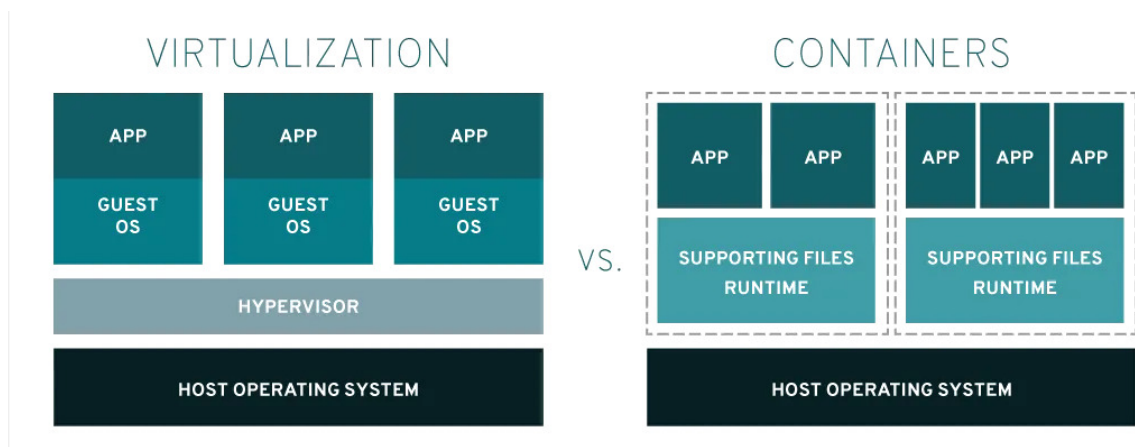 VIRTUALIZATION
APP
GUEST
OS
APP
GUEST
OS
APP
GUEST
OS
HYPERVISOR
HOST OPERATING SYSTEM
VS.
CONTAINERS
APP
APP
SUPPORTING FILES
RUNTIME
APP
APP
APP
SUPPORTING FILES
RUNTIME
HOST OPERATING SYSTEM